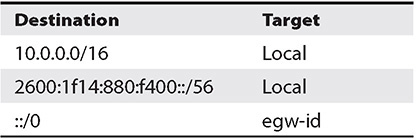 Destination Target
10.0.0.0/16 Local
2600:1f14:880:f400::/56 Local
::/0 egw-id